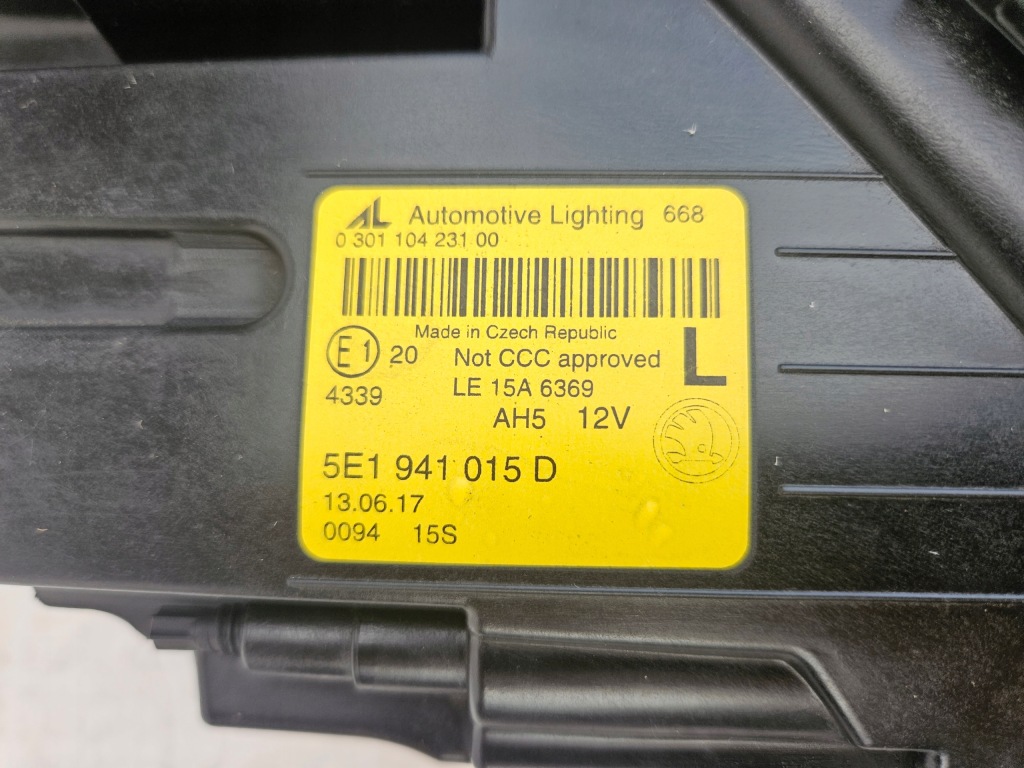 AL Automotive Lighting 668
0 301 104 231 00
Made in Czech Republic
E1 20 Not CCC approved L
4339 LE 15A 6369
AH5 12V
5E1 941 015 D
13.06.17
0094 15S